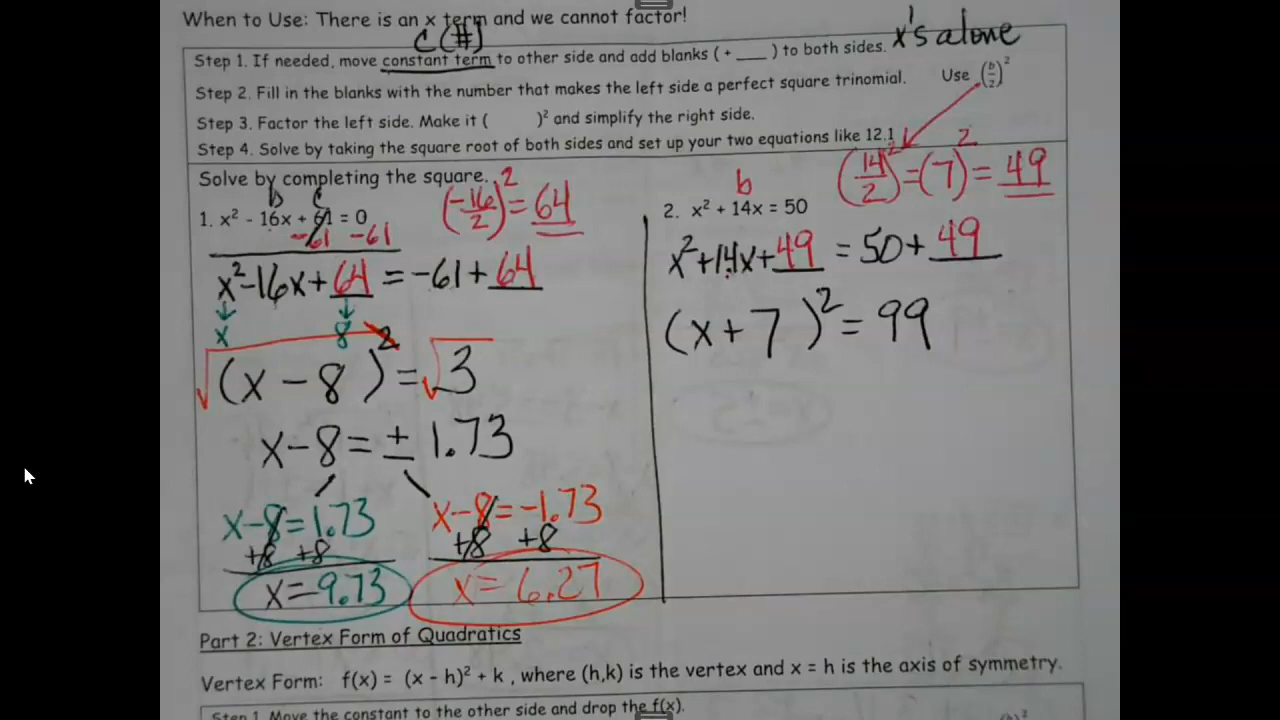 When to Use: There is an x term and we cannot factor!
C (#)
x's alone
Step 1. If needed, move constant term to other side and add blanks ( + ___ ) to both sides.
Step 2. Fill in the blanks with the number that makes the left side a perfect square trinomial. Use (b/2)²
Step 3. Factor the left side. Make it ( )² and simplify the right side.
Step 4. Solve by taking the square root of both sides and set up your two equations like 12.1
Solve by completing the square.
b c
1. x² - 16x + 61 = 0
-61 -61
(-16/2)² = 64
x² - 16x + 64 = -61 + 64
x 8
√(x - 8)² = √3
x - 8 = ± 1.73
x - 8 = 1.73 x - 8 = -1.73
+8 +8 +8 +8
x = 9.73 x = 6.27
b
2. x² + 14x = 50
(14/2)² = (7)² = 49
x² + 14x + 49 = 50 + 49
(x + 7)² = 99
Part 2: Vertex Form of Quadratics
Vertex Form: f(x) = (x - h)² + k , where (h,k) is the vertex and x = h is the axis of symmetry.
Step 1. Move the constant to the other side and drop the f(x).